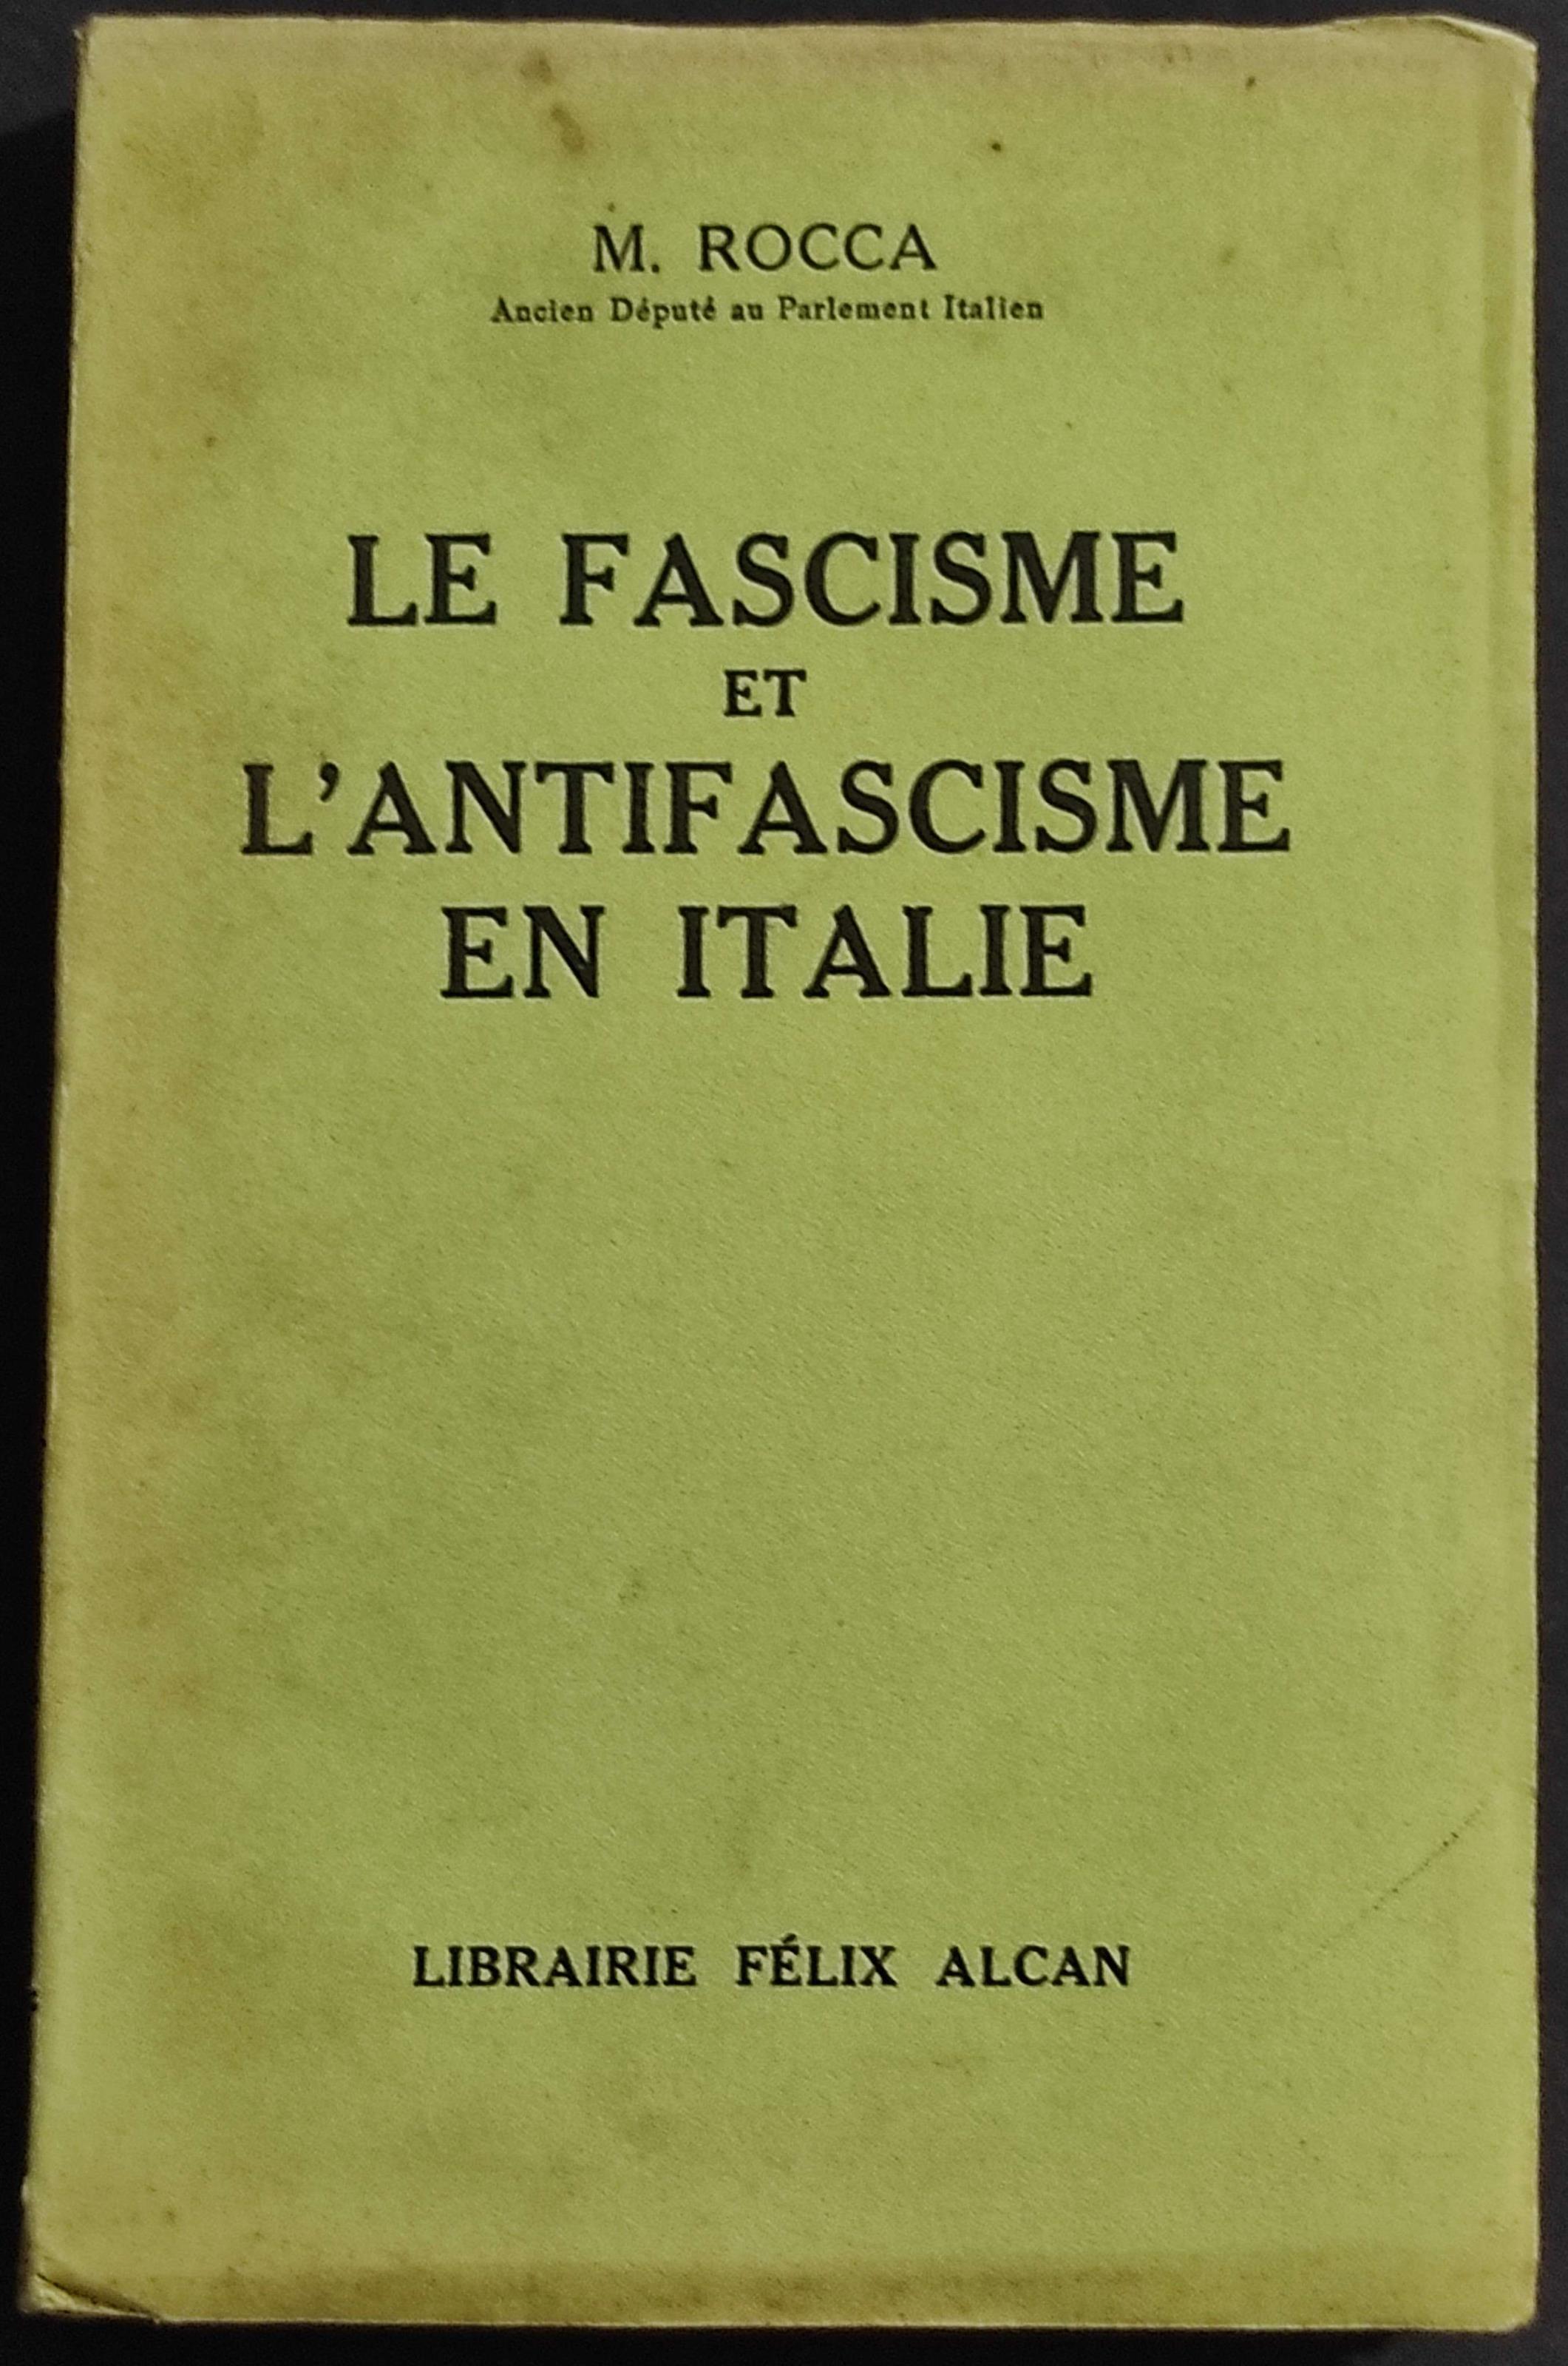 M. ROCCA
Ancien Député au Parlement Italien
LE FASCISME
ET
L'ANTIFASCISME
EN ITALIE
LIBRAIRIE FÉLIX ALCAN